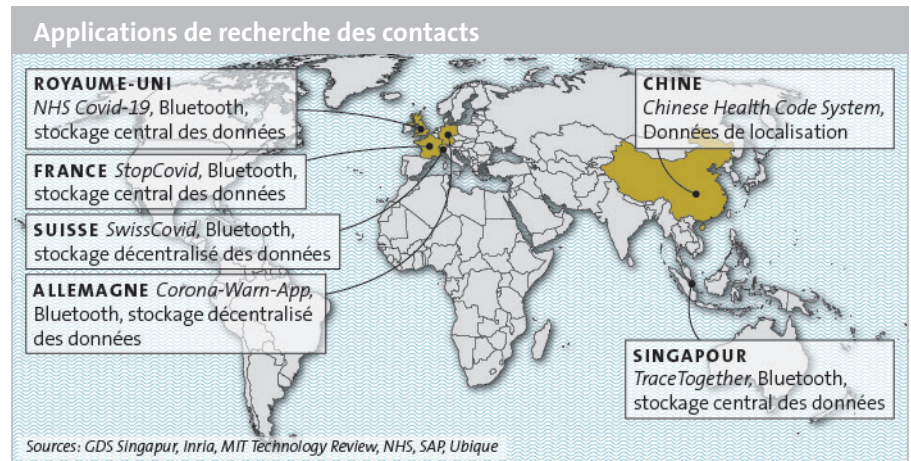 Applications de recherche des contacts
ROYAUME-UNI
NHS Covid-19, Bluetooth,
stockage central des données
FRANCE StopCovid, Bluetooth,
stockage central des données
SUISSE SwissCovid, Bluetooth,
stockage décentralisé des données
ALLEMAGNE Corona-Warn-App,
Bluetooth, stockage décentralisé
des données
CHINE
Chinese Health Code System,
Données de localisation
SINGAPOUR
TraceTogether, Bluetooth,
stockage central des données
Sources: GDS Singapur, Inria, MIT Technology Review, NHS, SAP, Ubique